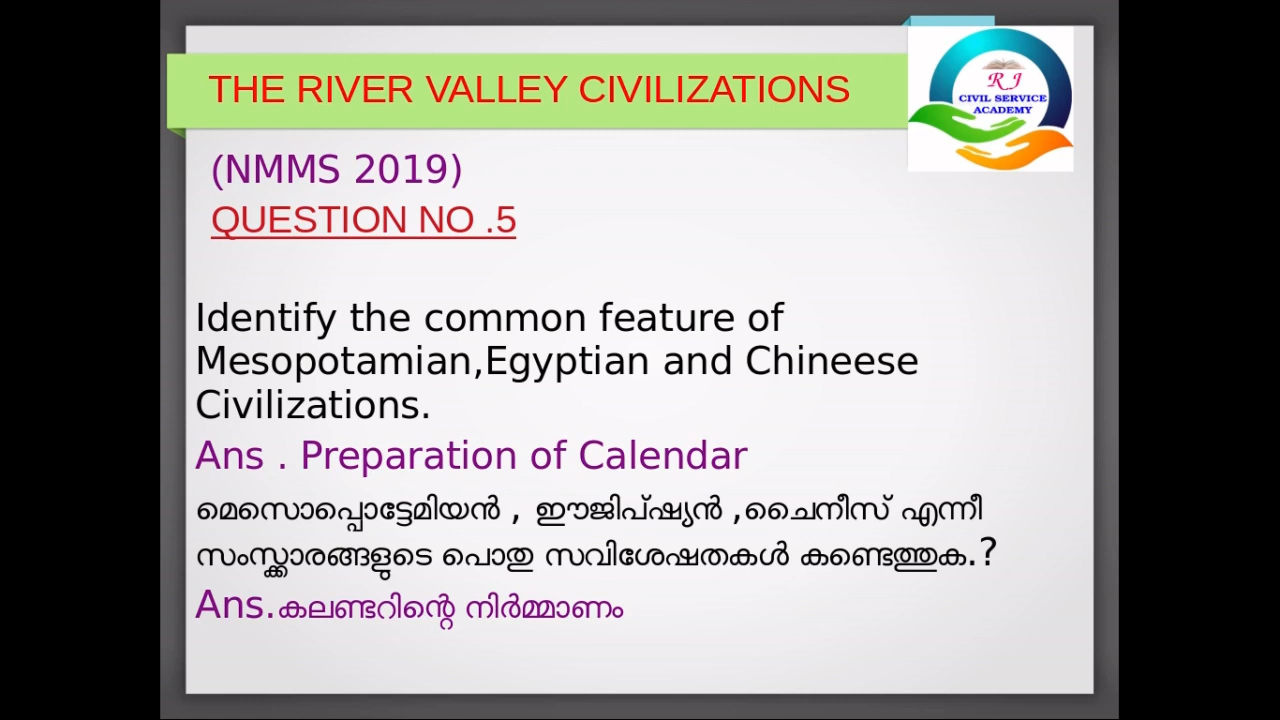 THE RIVER VALLEY CIVILIZATIONS
RJ
CIVIL SERVICE
ACADEMY
(NMMS 2019)
QUESTION NO .5
Identify the common feature of
Mesopotamian,Egyptian and Chineese
Civilizations.
Ans . Preparation of Calendar
മെസൊപ്പൊട്ടേമിയൻ , ഈജിപ്ഷ്യൻ ,ചൈനീസ് എന്നീ
സംസ്ക്കാരങ്ങളുടെ പൊതു സവിശേഷതകൾ കണ്ടെത്തുക.?
Ans.കലണ്ടറിന്റെ നിർമ്മാണം